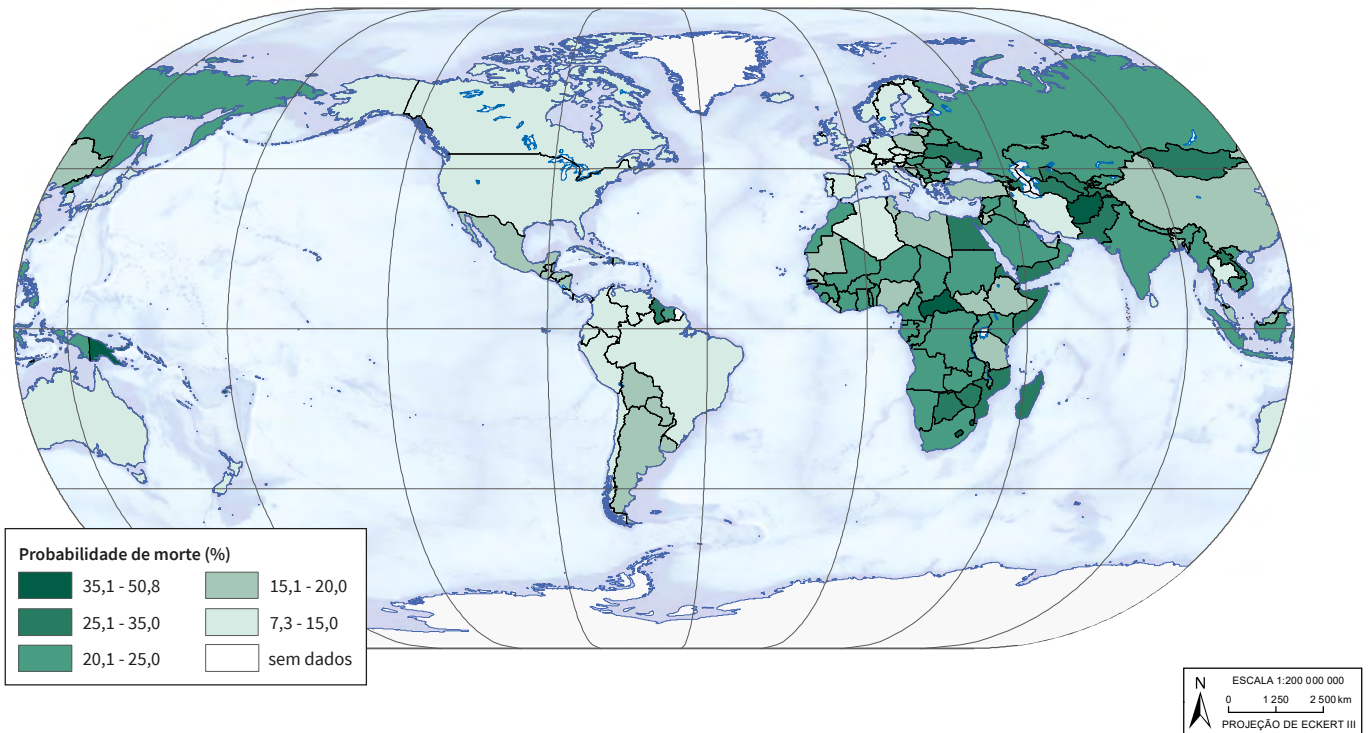 Probabilidade de morte (%)
35,1 - 50,8
25,1 - 35,0
20,1 - 25,0
15,1 - 20,0
7,3 - 15,0
sem dados
N
ESCALA 1:200 000 000
0 1 250 2 500 km
PROJEÇÃO DE ECKERT III